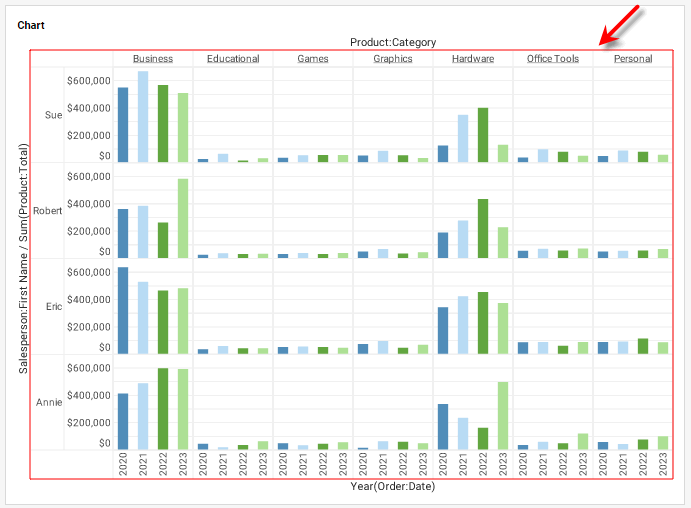 Chart
Product:Category
Business Educational Games Graphics Hardware Office Tools Personal
Salesperson:First Name / Sum(Product:Total)
Sue
$600,000
$400,000
$200,000
$0
Robert
$600,000
$400,000
$200,000
$0
Eric
$600,000
$400,000
$200,000
$0
Annie
$600,000
$400,000
$200,000
$0
2020 2021 2022 2023 2020 2021 2022 2023 2020 2021 2022 2023 2020 2021 2022 2023 2020 2021 2022 2023 2020 2021 2022 2023 2020 2021 2022 2023
Year(Order:Date)